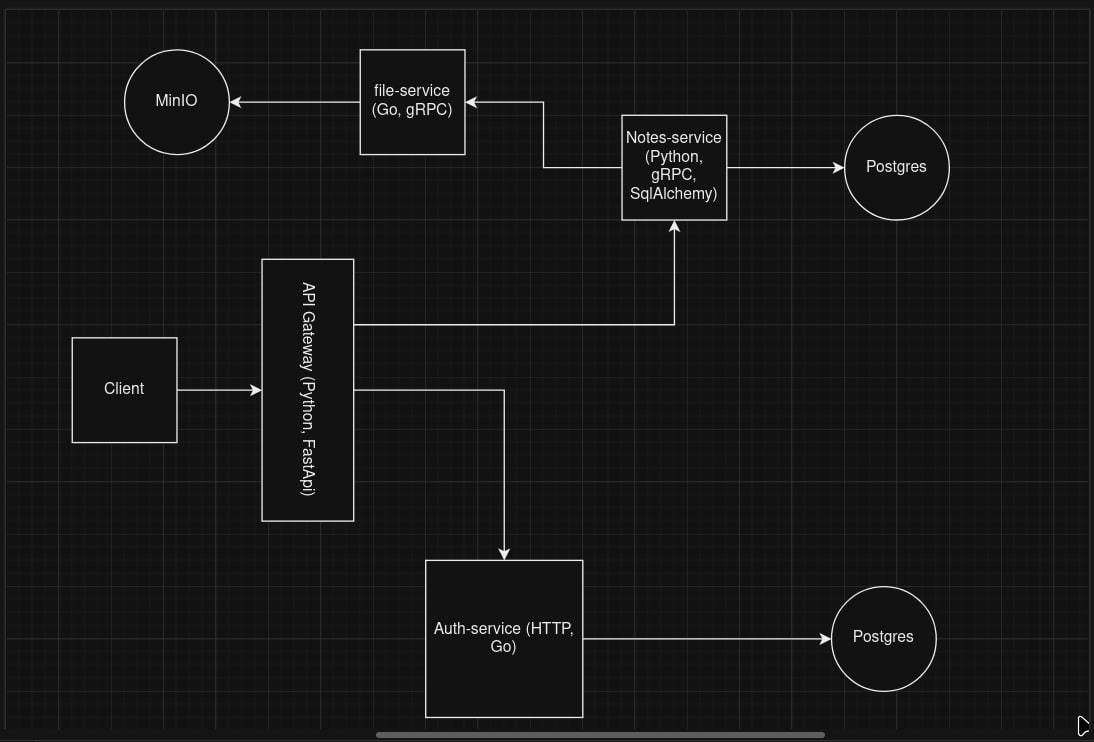 MinIO
file-service
(Go, gRPC)
Notes-service
(Python,
gRPC,
SqlAlchemy)
Postgres
API Gateway (Python, FastApi)
Client
Auth-service (HTTP,
Go)
Postgres